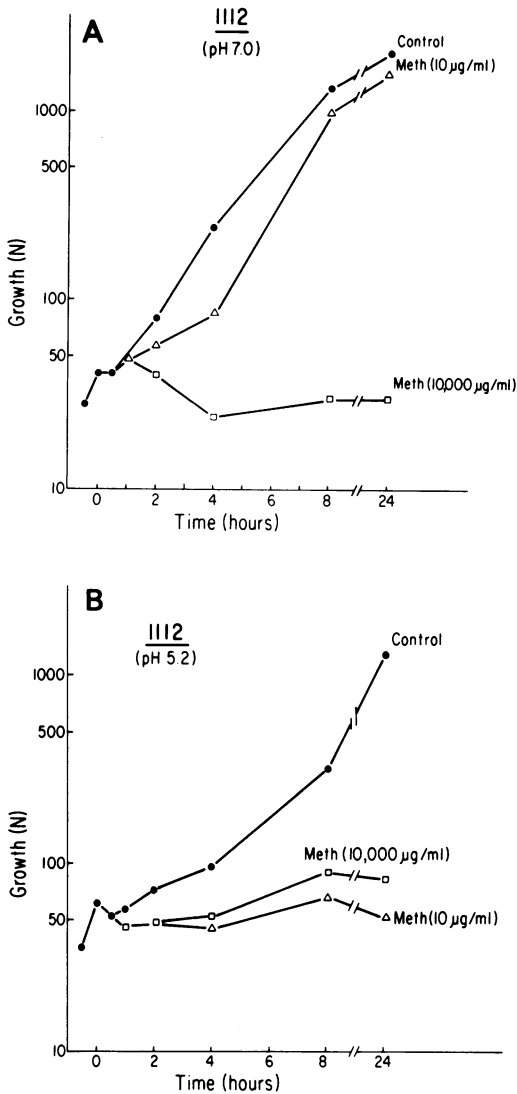 A
1112
(pH 7.0)
Control
Meth (10 µg/ml)
1000
500
100
50
10
Growth (N)
Meth (10,000 µg/ml)
0 2 4 6 8 24
Time (hours)
B
1112
(pH 5.2)
Control
1000
500
100
50
10
Growth (N)
Meth (10,000 µg/ml)
Meth (10 µg/ml)
0 2 4 6 8 24
Time (hours)